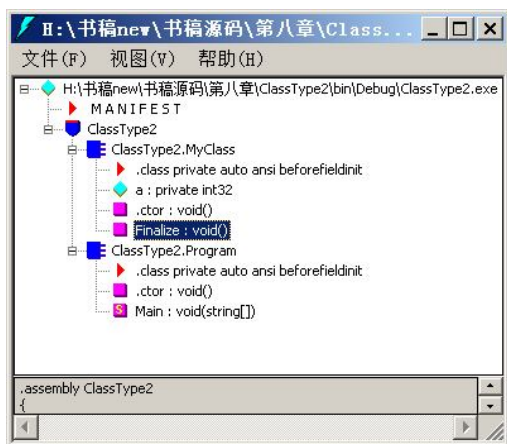 H:\书稿new\书稿源码\第八章\Class...
文件(F) 视图(V) 帮助(H)
H:\书稿new\书稿源码\第八章\ClassType2\bin\Debug\ClassType2.exe
MANIFEST
ClassType2
ClassType2.MyClass
.class private auto ansi beforefieldinit
a : private int32
.ctor : void()
Finalize : void()
ClassType2.Program
.class private auto ansi beforefieldinit
.ctor : void()
S Main : void(string[])
.assembly ClassType2
{